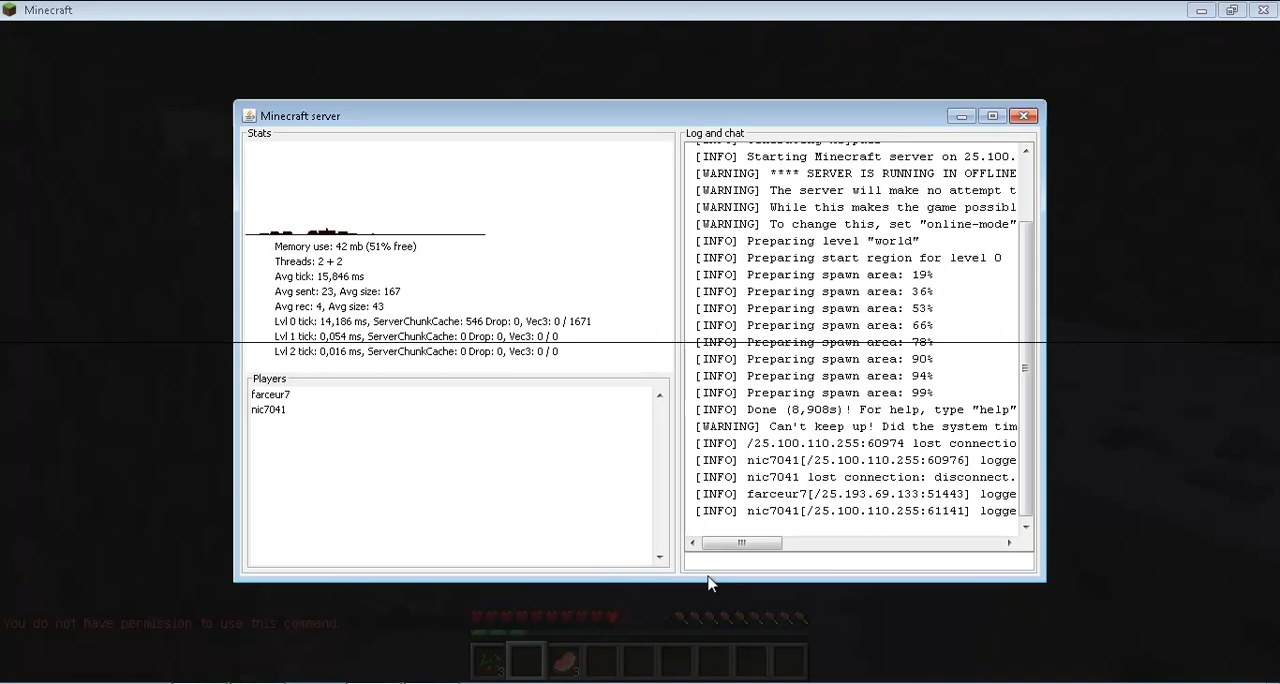 Minecraft
Minecraft server
Stats
Memory use: 42 mb (51% free)
Threads: 2 + 2
Avg tick: 15,846 ms
Avg sent: 23, Avg size: 167
Avg rec: 4, Avg size: 43
Lvl 0 tick: 14,186 ms, ServerChunkCache: 546 Drop: 0, Vec3: 0 / 1671
Lvl 1 tick: 0,054 ms, ServerChunkCache: 0 Drop: 0, Vec3: 0 / 0
Lvl 2 tick: 0,016 ms, ServerChunkCache: 0 Drop: 0, Vec3: 0 / 0
Players
farceur7
nic7041
Log and chat
[INFO] Starting Minecraft server on 25.100.
[WARNING] **** SERVER IS RUNNING IN OFFLINE
[WARNING] The server will make no attempt t
[WARNING] While this makes the game possibl
[WARNING] To change this, set "online-mode"
[INFO] Preparing level "world"
[INFO] Preparing start region for level 0
[INFO] Preparing spawn area: 19%
[INFO] Preparing spawn area: 36%
[INFO] Preparing spawn area: 53%
[INFO] Preparing spawn area: 66%
[INFO] Preparing spawn area: 78%
[INFO] Preparing spawn area: 90%
[INFO] Preparing spawn area: 94%
[INFO] Preparing spawn area: 99%
[INFO] Done (8,908s)! For help, type "help"
[WARNING] Can't keep up! Did the system tim
[INFO] /25.100.110.255:60974 lost connectio
[INFO] nic7041[/25.100.110.255:60976] logge
[INFO] nic7041 lost connection: disconnect.
[INFO] farceur7[/25.193.69.133:51443] logge
[INFO] nic7041[/25.100.110.255:61141] logge
You do not have permission to use this command.